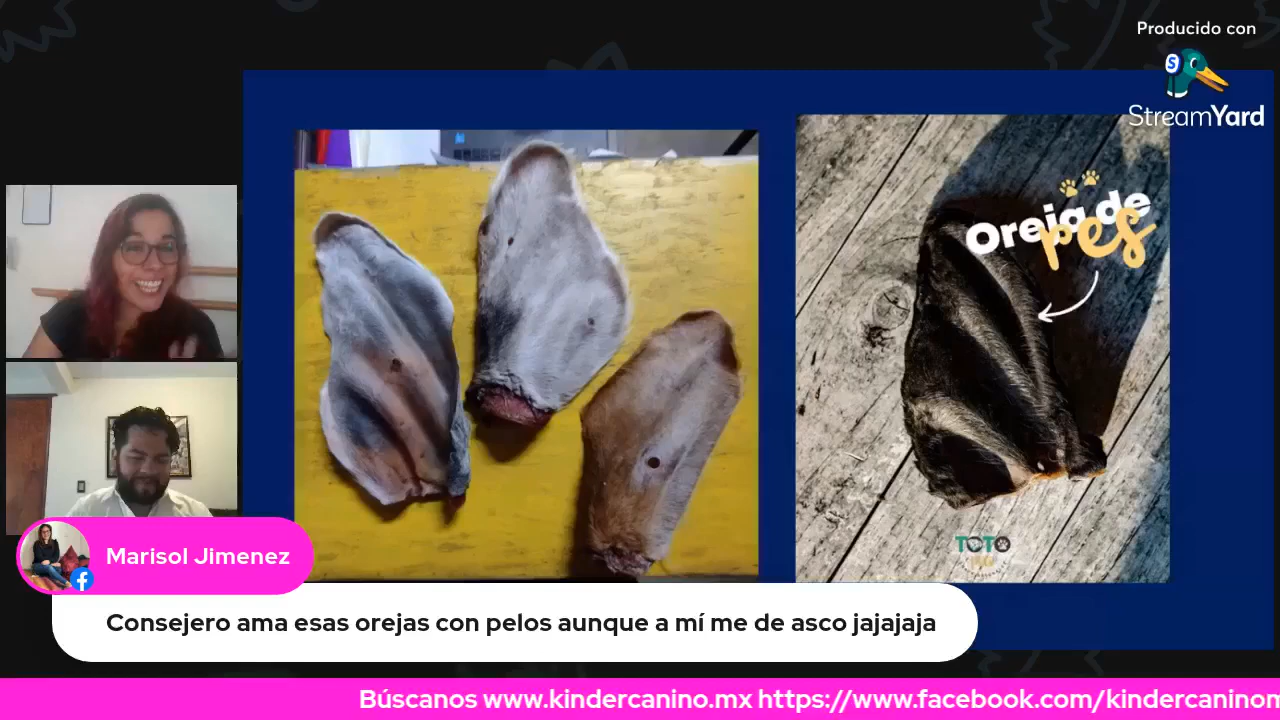 Producido con
StreamYard
Oreja de
res
TOTO
Marisol Jimenez
Consejero ama esas orejas con pelos aunque a mí me de asco jajajaja
Búscanos www.kindercanino.mx https://www.facebook.com/kindercaninom